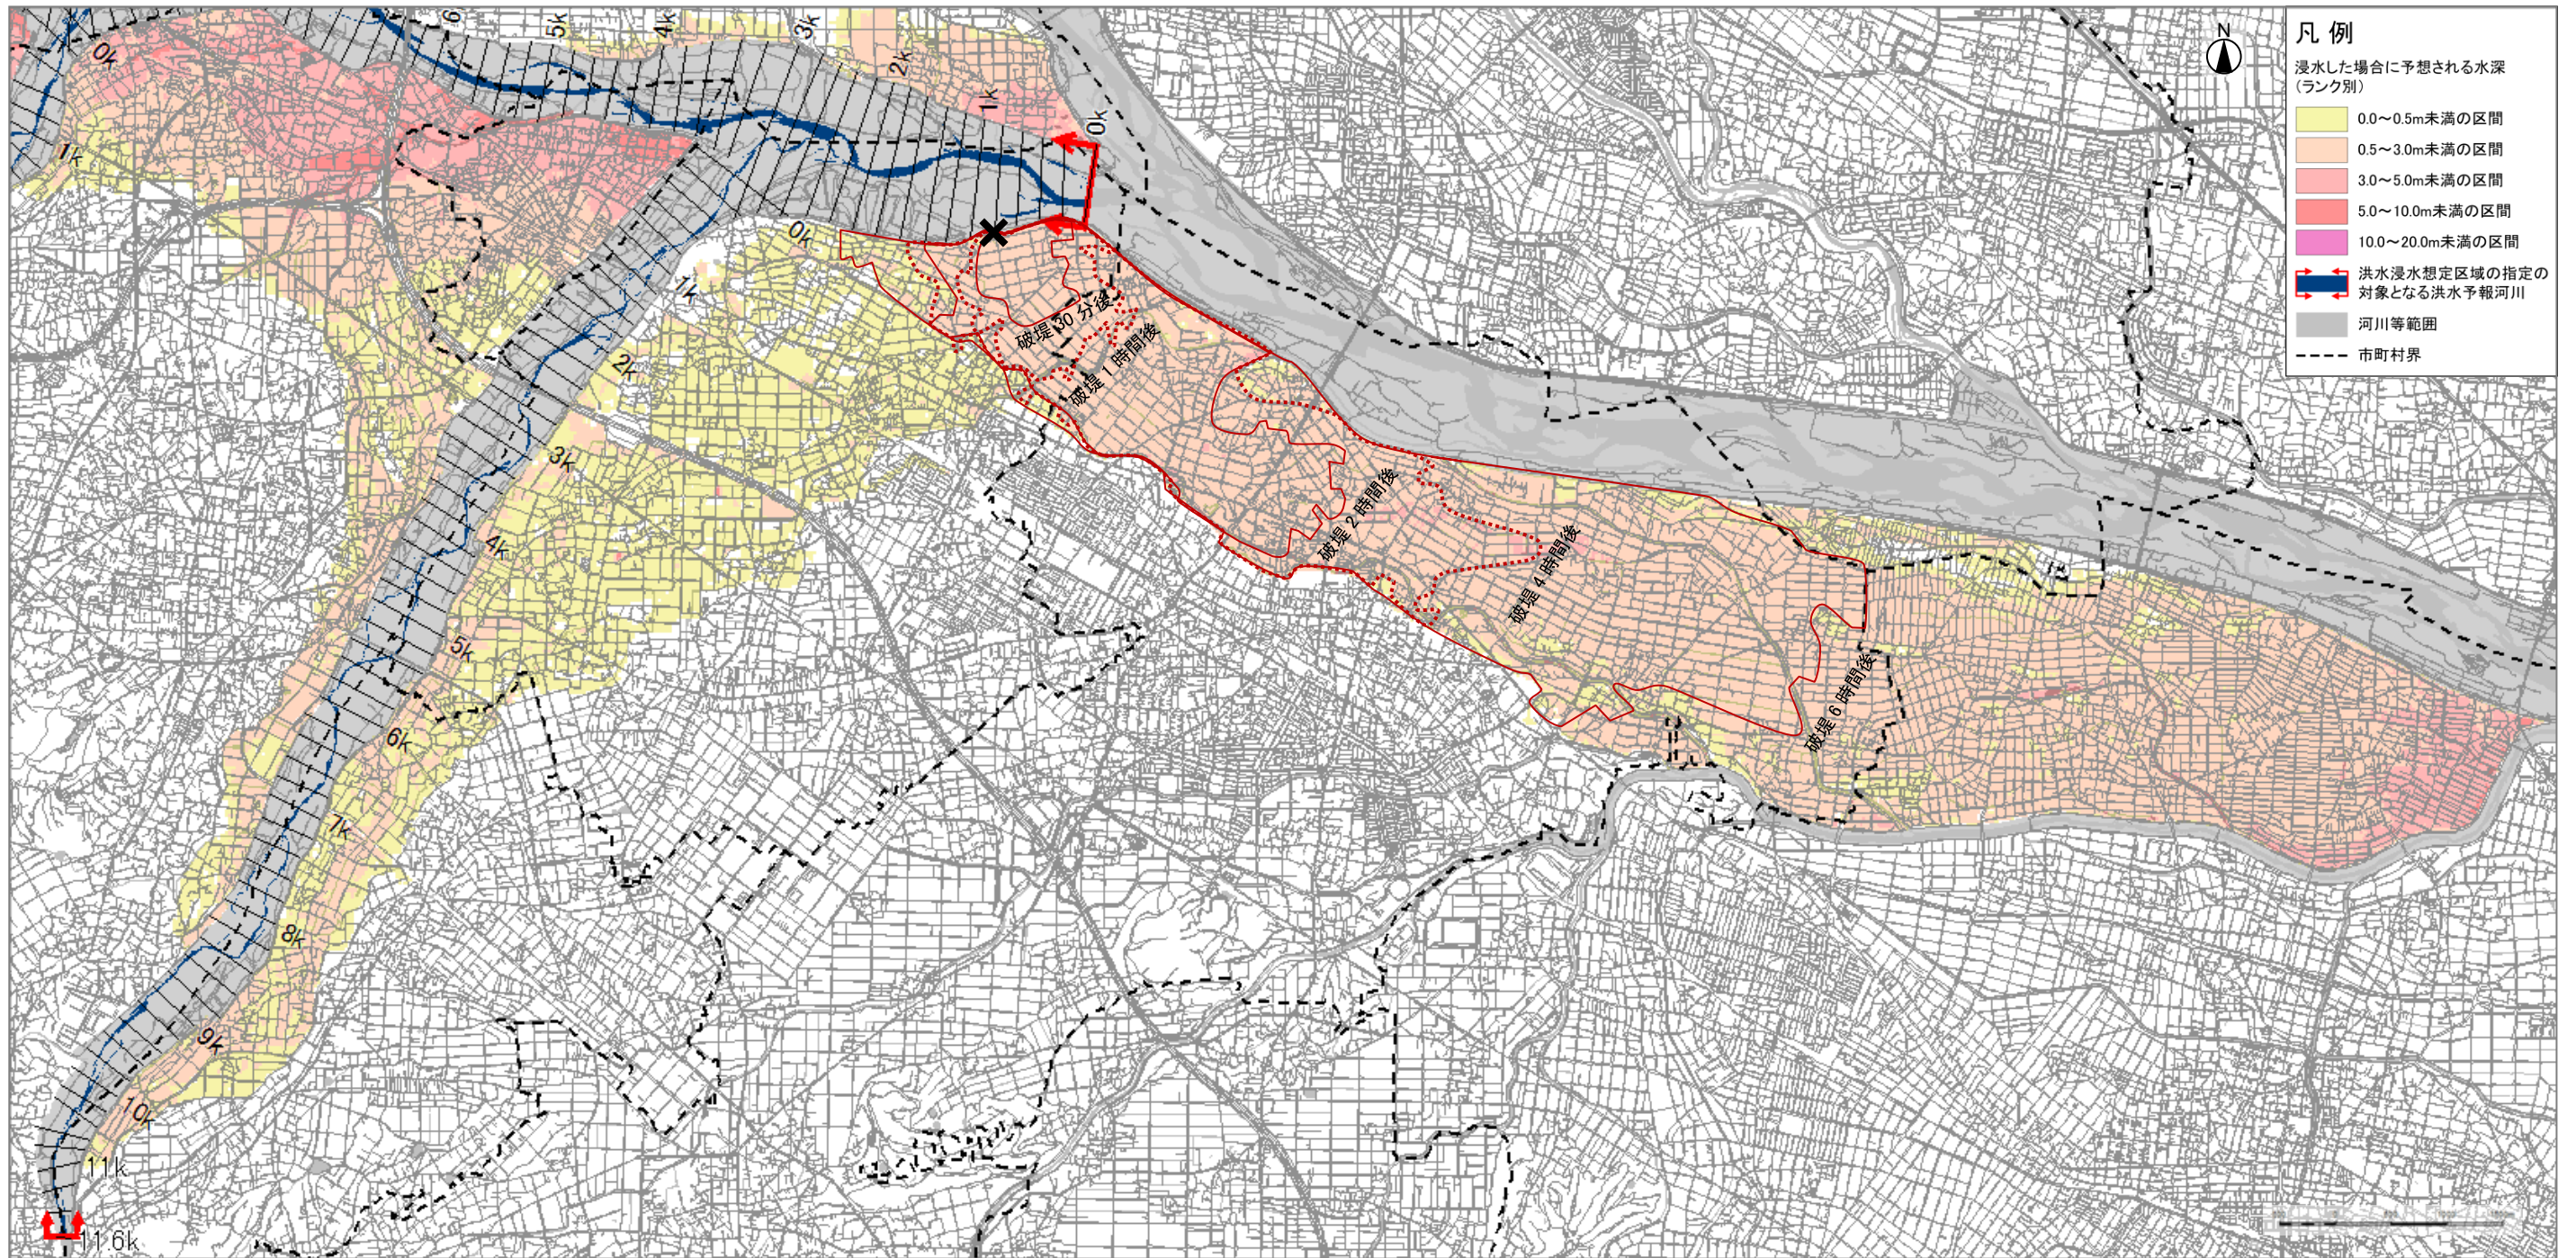 凡 例
浸水した場合に予想される水深
(ランク別)
0.0~0.5m未満の区間
0.5~3.0m未満の区間
3.0~5.0m未満の区間
5.0~10.0m未満の区間
10.0~20.0m未満の区間
洪水浸水想定区域の指定の
対象となる洪水予報河川
河川等範囲
市町村界
N
0k
1k
6
5k
4k
3k
2k
1k
0k
0k
1k
2k
3k
4k
5k
6k
7k
8k
9k
10k
11k
11.6k
破堤30分後
破堤1時間後
破堤2時間後
破堤4時間後
破堤6時間後